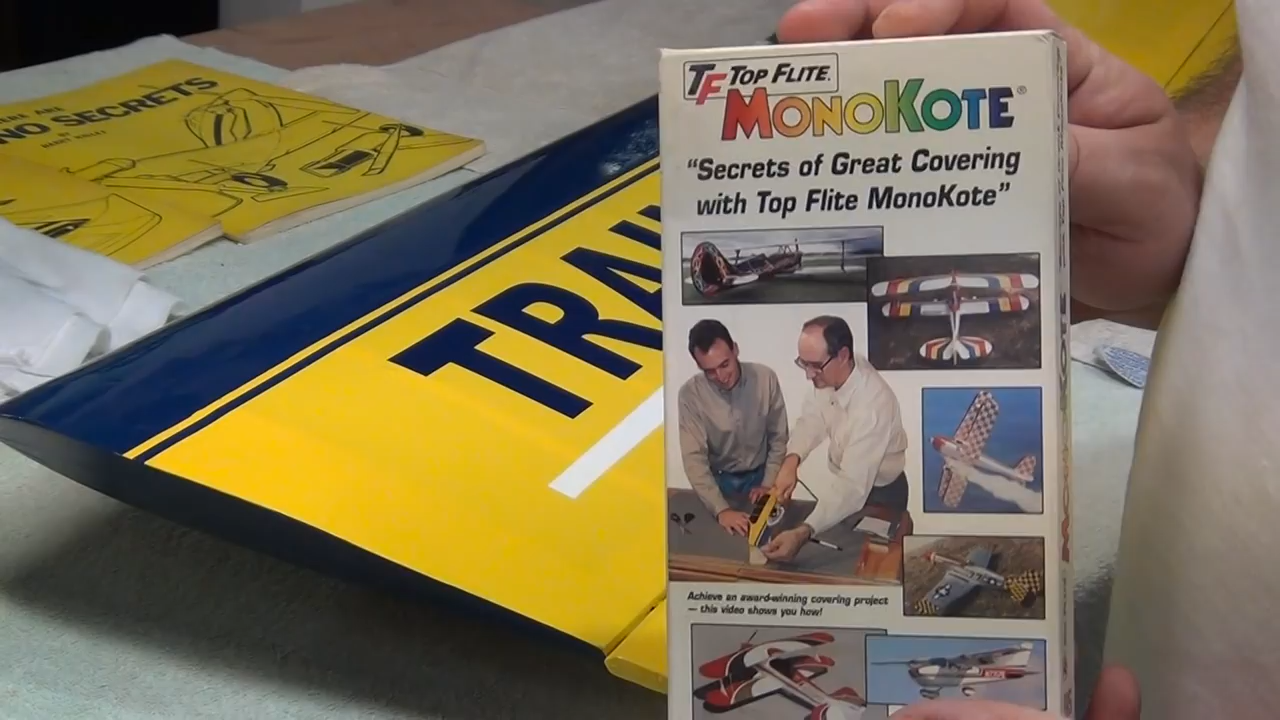 NO SECRETS
BY
TRAI
TF TOP FLITE.
MONOKOTE®
"Secrets of Great Covering
with Top Flite MonoKote"
Achieve an award-winning covering project
— this video shows you how!